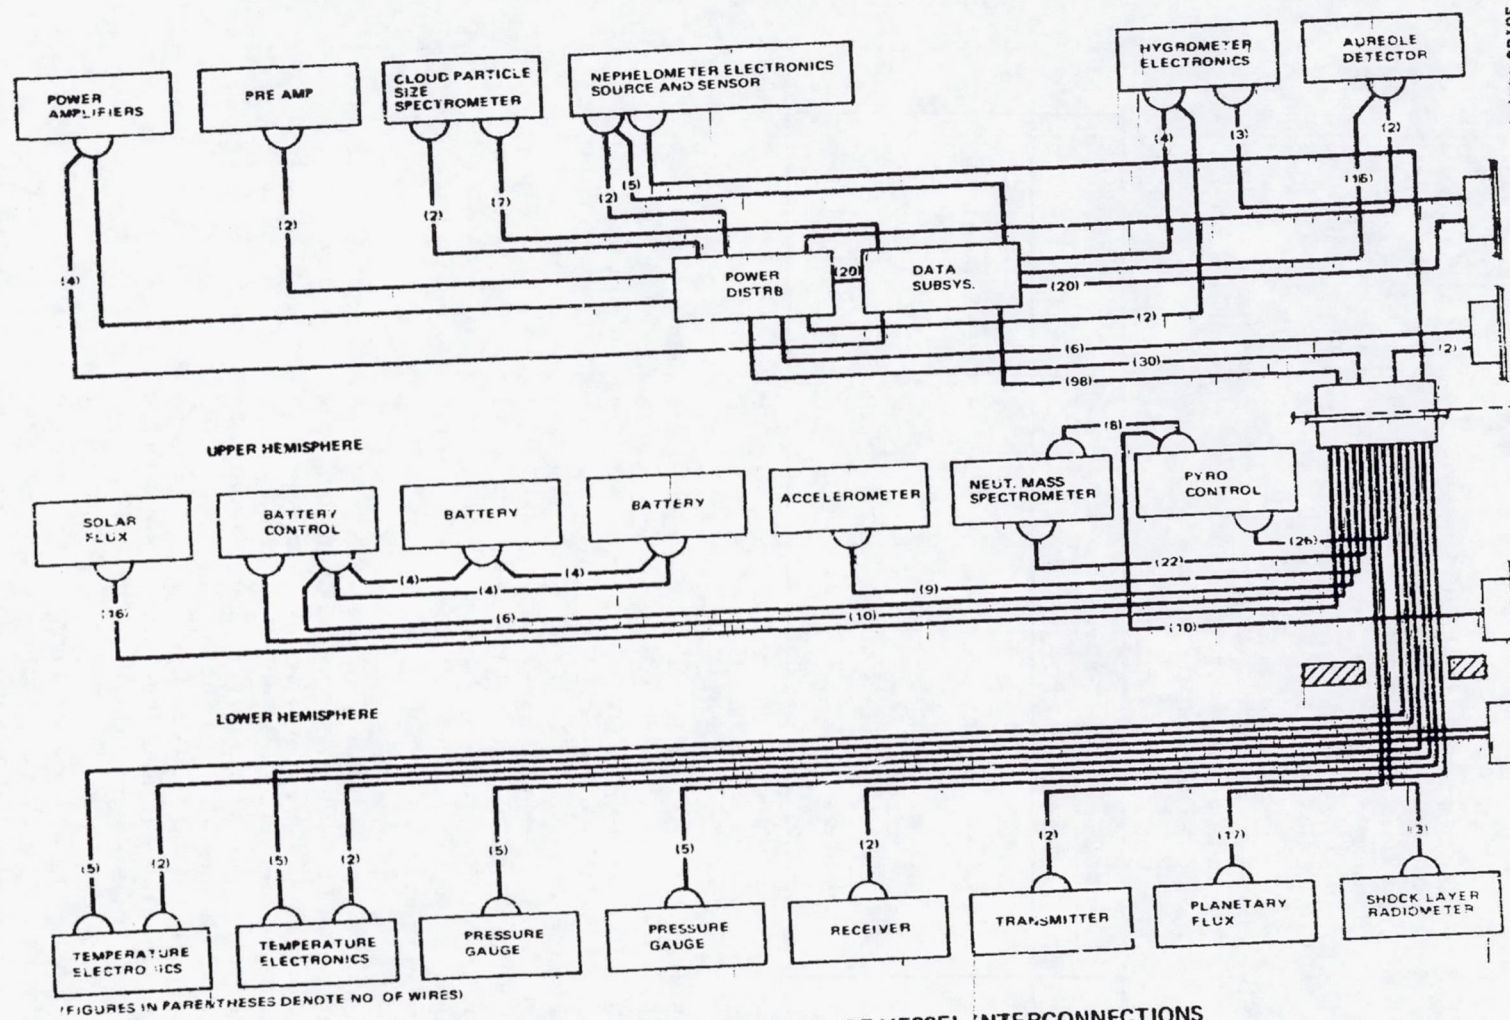 POWER
AMPLIFIERS
PRE AMP
CLOUD PARTICLE
SIZE
SPECTROMETER
NEPHELOMETER ELECTRONICS
SOURCE AND SENSOR
HYGROMETER
ELECTRONICS
AUREOLE
DETECTOR
(4)
(3)
(2)
(16)
(5)
(2)
(2)
(7)
(2)
(4)
POWER
DISTRB
(20)
DATA
SUBSYS.
(20)
(2)
(6)
(2)
(30)
(98)
UPPER HEMISPHERE
(8)
SOLAR
FLUX
BATTERY
CONTROL
BATTERY
BATTERY
ACCELEROMETER
NEUT. MASS
SPECTROMETER
PYRO
CONTROL
(26)
(22)
(4)
(4)
(4)
(9)
(16)
(6)
(10)
(10)
LOWER HEMISPHERE
(5)
(2)
(5)
(2)
(5)
(5)
(2)
(2)
(17)
TEMPERATURE
ELECTRONICS
TEMPERATURE
ELECTRONICS
PRESSURE
GAUGE
PRESSURE
GAUGE
RECEIVER
TRANSMITTER
PLANETARY
FLUX
SHOCK LAYER
RADIOMETER
(FIGURES IN PARENTHESES DENOTE NO. OF WIRES)
INTERCONNECTIONS